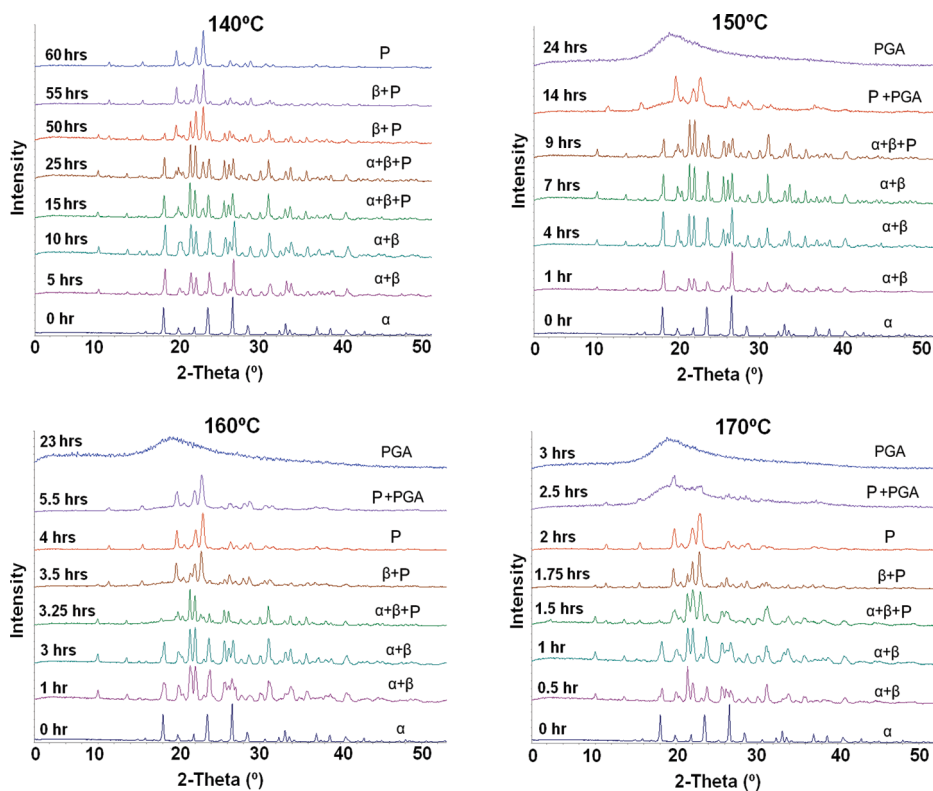 140ºC
60 hrs P
55 hrs β+P
50 hrs β+P
25 hrs α+β+P
15 hrs α+β+P
10 hrs α+β
5 hrs α+β
0 hr α
Intensity
0 10 20 30 40 50
2-Theta (º)
150ºC
24 hrs PGA
14 hrs P +PGA
9 hrs α+β+P
7 hrs α+β
4 hrs α+β
1 hr α+β
0 hr α
Intensity
0 10 20 30 40 50
2-Theta (º)
160ºC
23 hrs PGA
5.5 hrs P +PGA
4 hrs P
3.5 hrs β+P
3.25 hrs α+β+P
3 hrs α+β
1 hr α+β
0 hr α
Intensity
0 10 20 30 40 50
2-Theta (º)
170ºC
3 hrs PGA
2.5 hrs P +PGA
2 hrs P
1.75 hrs β+P
1.5 hrs α+β+P
1 hr α+β
0.5 hr α+β
0 hr α
Intensity
0 10 20 30 40 50
2-Theta (º)